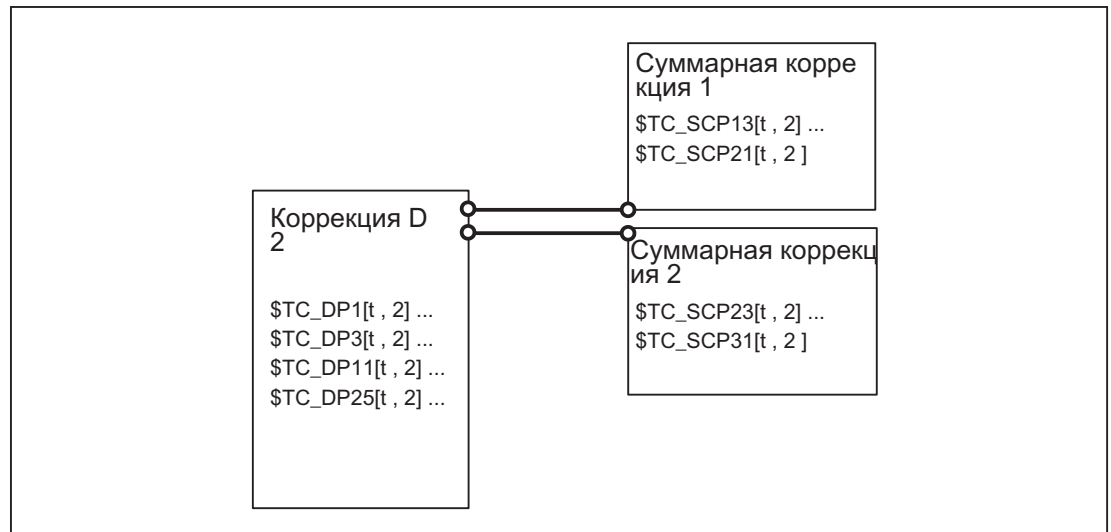 Суммарная корре
кция 1
$TC_SCP13[t , 2] ...
$TC_SCP21[t , 2 ]
Коррекция D
2
$TC_DP1[t , 2] ...
$TC_DP3[t , 2] ...
$TC_DP11[t , 2] ...
$TC_DP25[t , 2] ...
Суммарная коррекц
ия 2
$TC_SCP23[t , 2] ...
$TC_SCP31[t , 2 ]